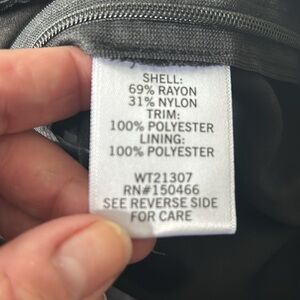 SHELL:
69% RAYON
31% NYLON
TRIM:
100% POLYESTER
LINING:
100% POLYESTER
WT21307
RN#150466
SEE REVERSE SIDE
FOR CARE